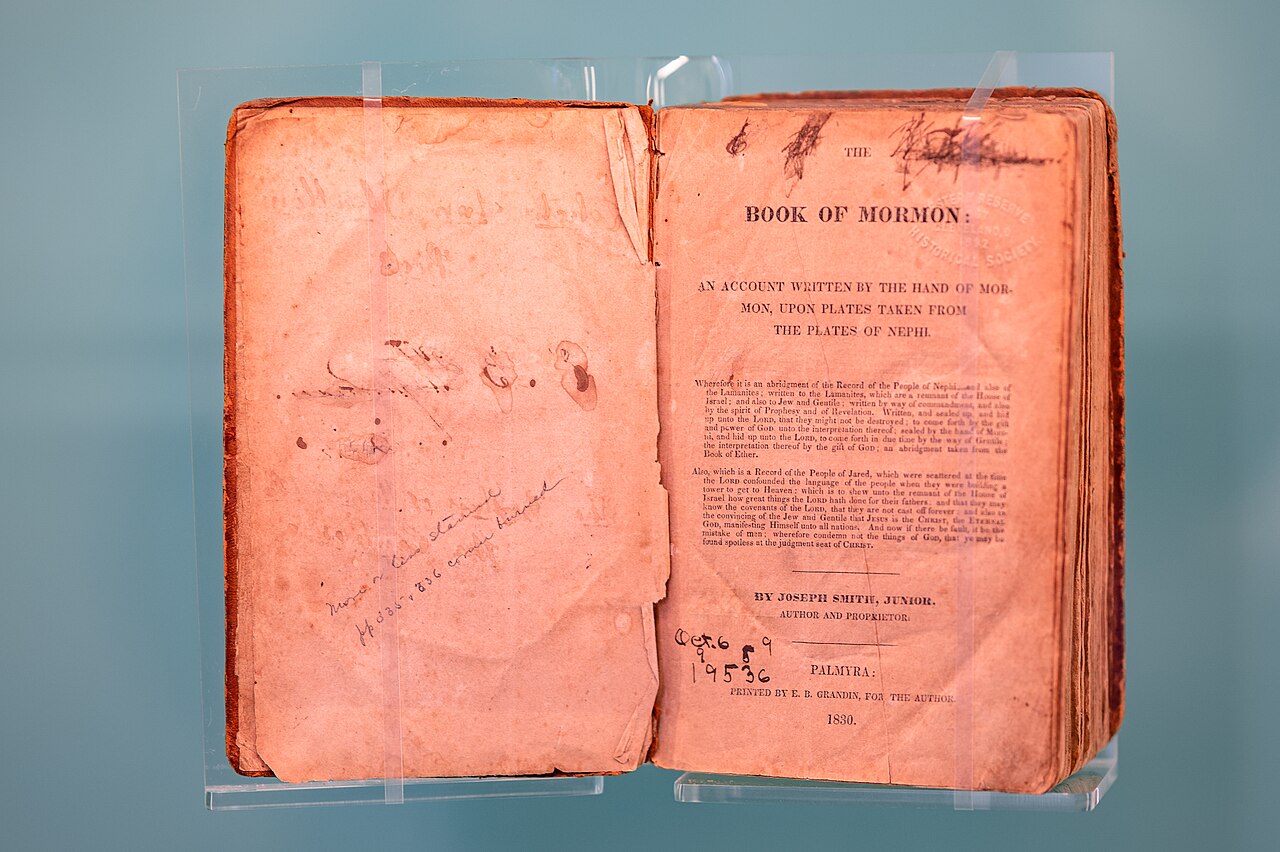 More or less stained
pp 535 & 536 corner burned
THE
BOOK OF MORMON:
HISTORICAL SOCIETY
AN ACCOUNT WRITTEN BY THE HAND OF MOR-
MON, UPON PLATES TAKEN FROM
THE PLATES OF NEPHI.
Wherefore it is an abridgment of the Record of the People of Nephi and also of
the Lamanites; written to the Lamanites, which are a remnant of the House of
Israel; and also to Jew and Gentile; written by way of commandment, and also
by the spirit of Prophesy and of Revelation. Written, and sealed up, and hid
up unto the LORD, that they might not be destroyed; to come forth by the gift
and power of GOD unto the interpretation thereof; sealed by the hand of Moro-
ni, and hid up unto the LORD, to come forth in due time by the way of Gentile;
the interpretation thereof by the gift of GOD; an abridgment taken from the
Book of Ether.
Also, which is a Record of the People of Jared, which were scattered at the time
the LORD confounded the language of the people when they were building a
tower to get to Heaven: which is to shew unto the remnant of the House of
Israel how great things the LORD hath done for their fathers, and that they may
know the covenants of the LORD, that they are not cast off forever; and also to
the convincing of the Jew and Gentile that JESUS is the CHRIST, the ETERNAL
GOD, manifesting Himself unto all nations. And now if there be fault, it be the
mistake of men; wherefore condemn not the things of GOD, that ye may be
found spotless at the judgment seat of CHRIST.
BY JOSEPH SMITH, JUNIOR,
AUTHOR AND PROPRIETOR.
Oct. 6
19536
PALMYRA:
PRINTED BY E. B. GRANDIN, FOR THE AUTHOR.
1830.